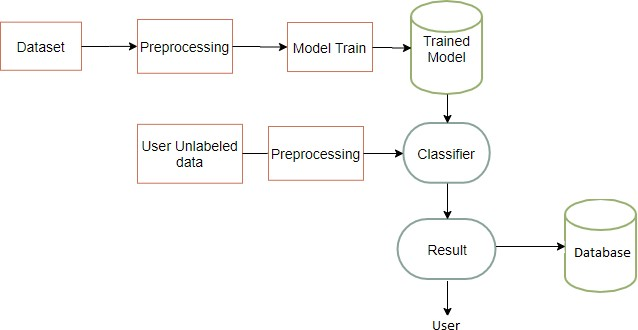 Dataset
Preprocessing
Model Train
Trained
Model
User Unlabeled
data
Preprocessing
Classifier
Result
Database
User